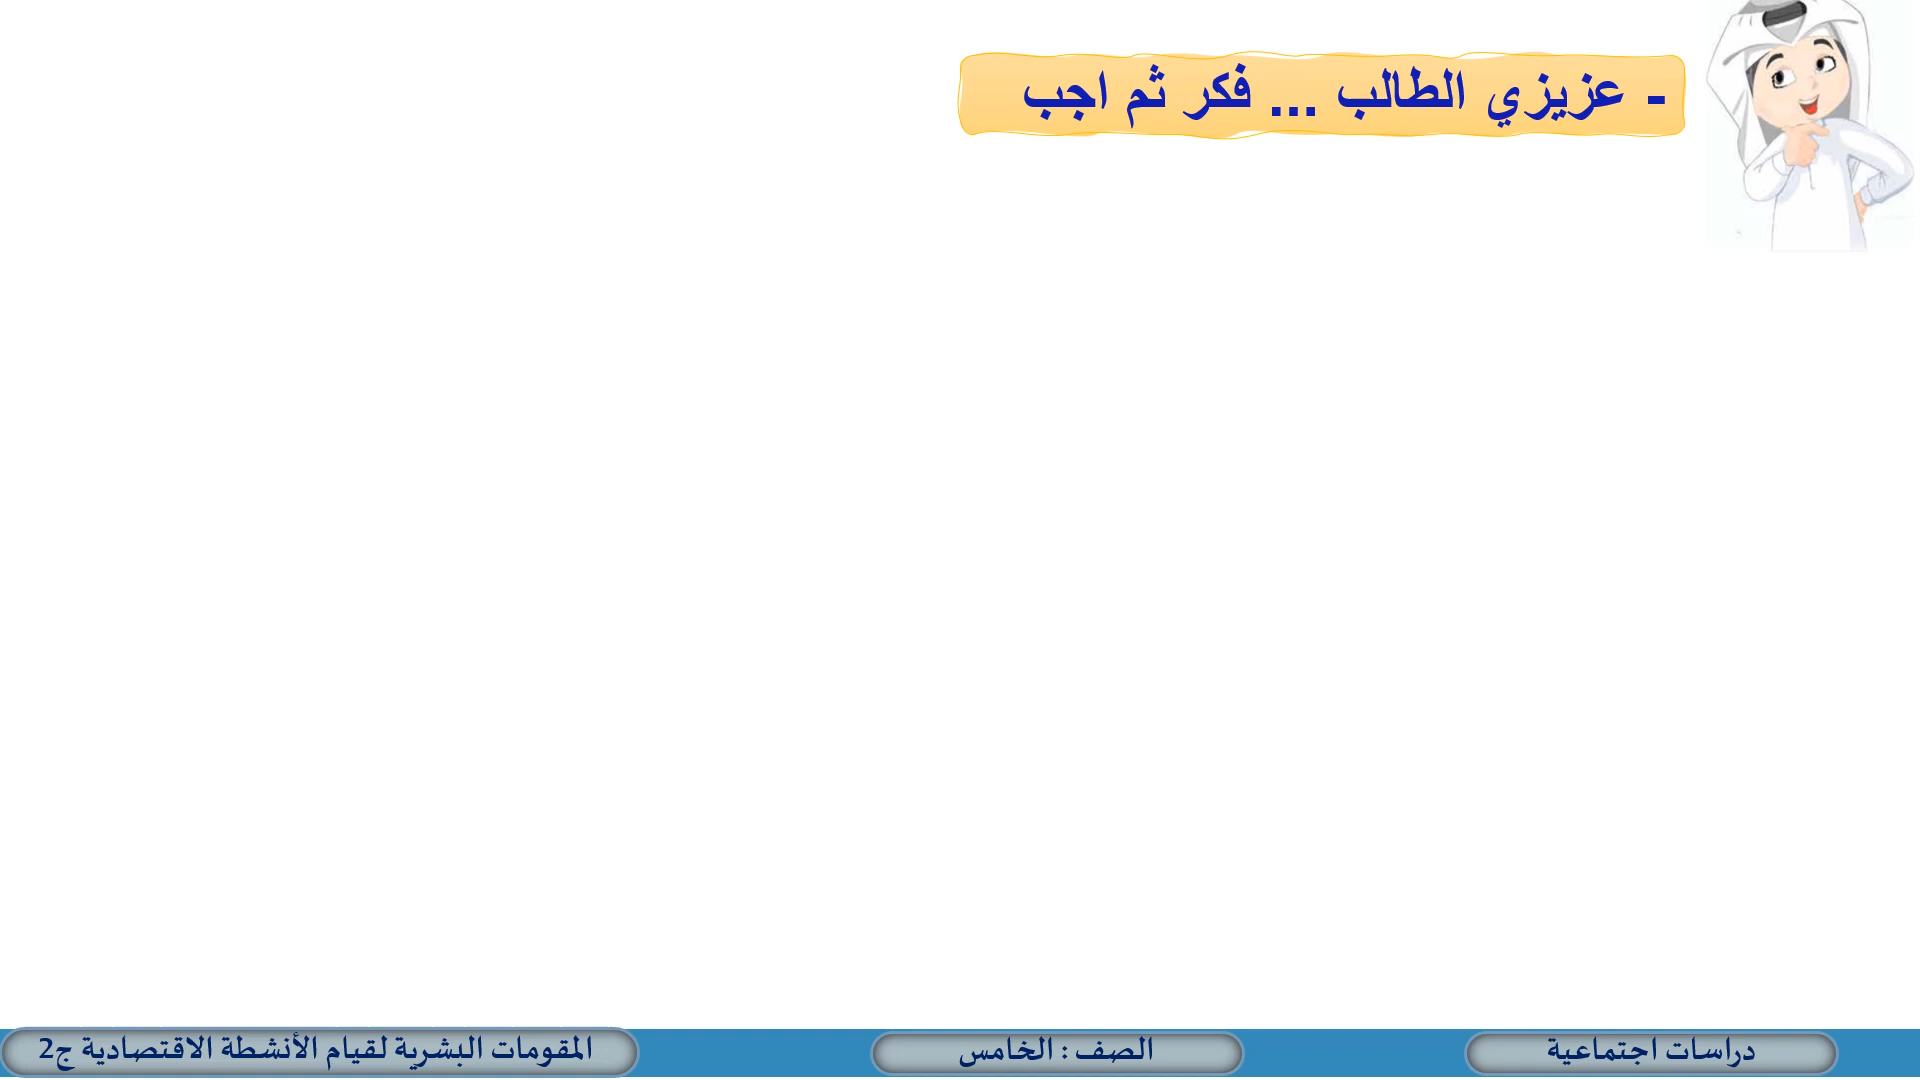 - عزيزي الطالب ... فكر ثم اجب
دراسات اجتماعية
الصف : الخامس
المقومات البشرية لقيام الأنشطة الاقتصادية ج2